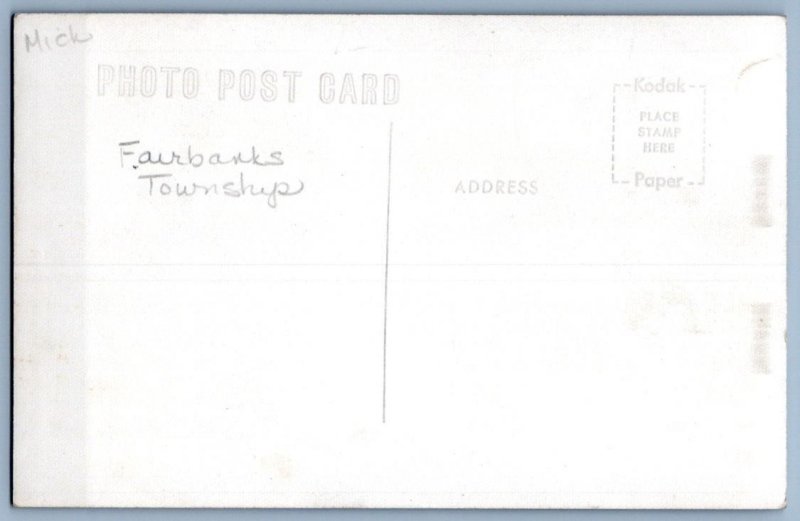 Mich
PHOTO POST CARD
Fairbanks
Township
ADDRESS
Kodak
PLACE
STAMP
HERE
Paper